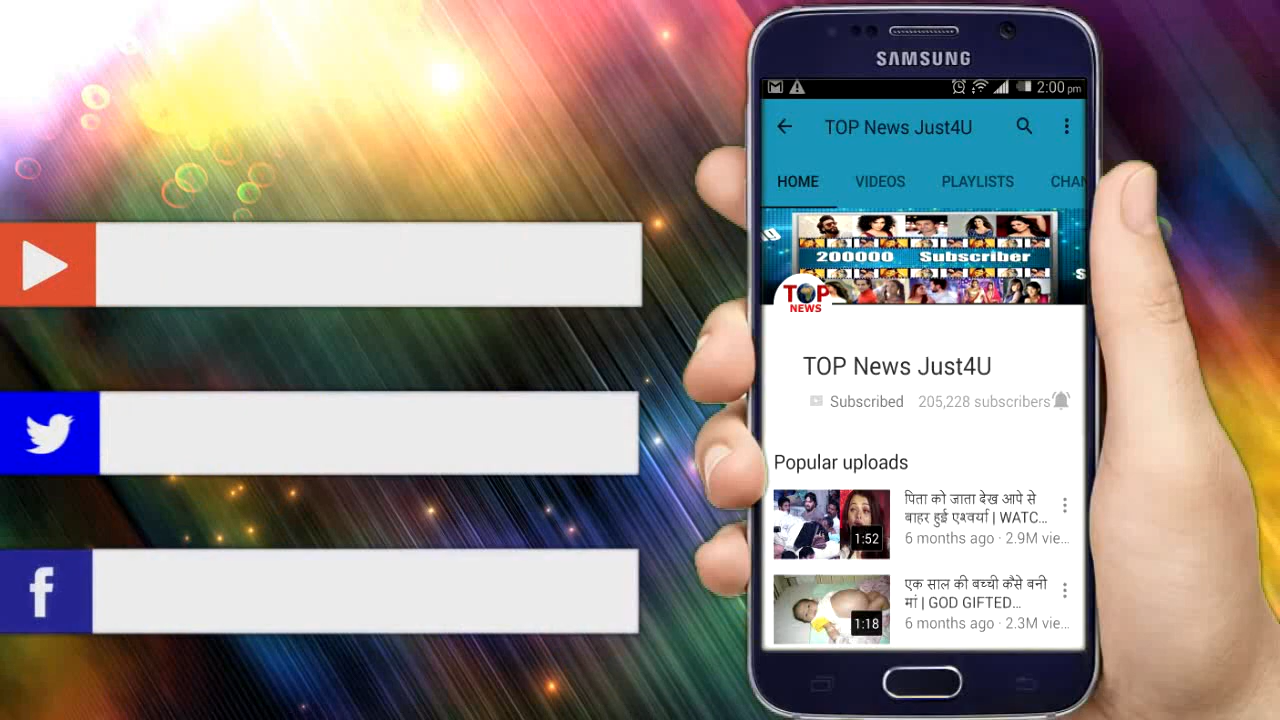 SAMSUNG
2:00 pm
TOP News Just4U
HOME VIDEOS PLAYLISTS CHAN
200000 Subscriber
TOP
NEWS
TOP News Just4U
Subscribed 205,228 subscribers
Popular uploads
पिता को जाता देख आपे से
बाहर हुई एश्वर्या | WATC...
6 months ago · 2.9M vie...
1:52
एक साल की बच्ची कैसे बनी
मां | GOD GIFTED...
6 months ago · 2.3M vie...
1:18